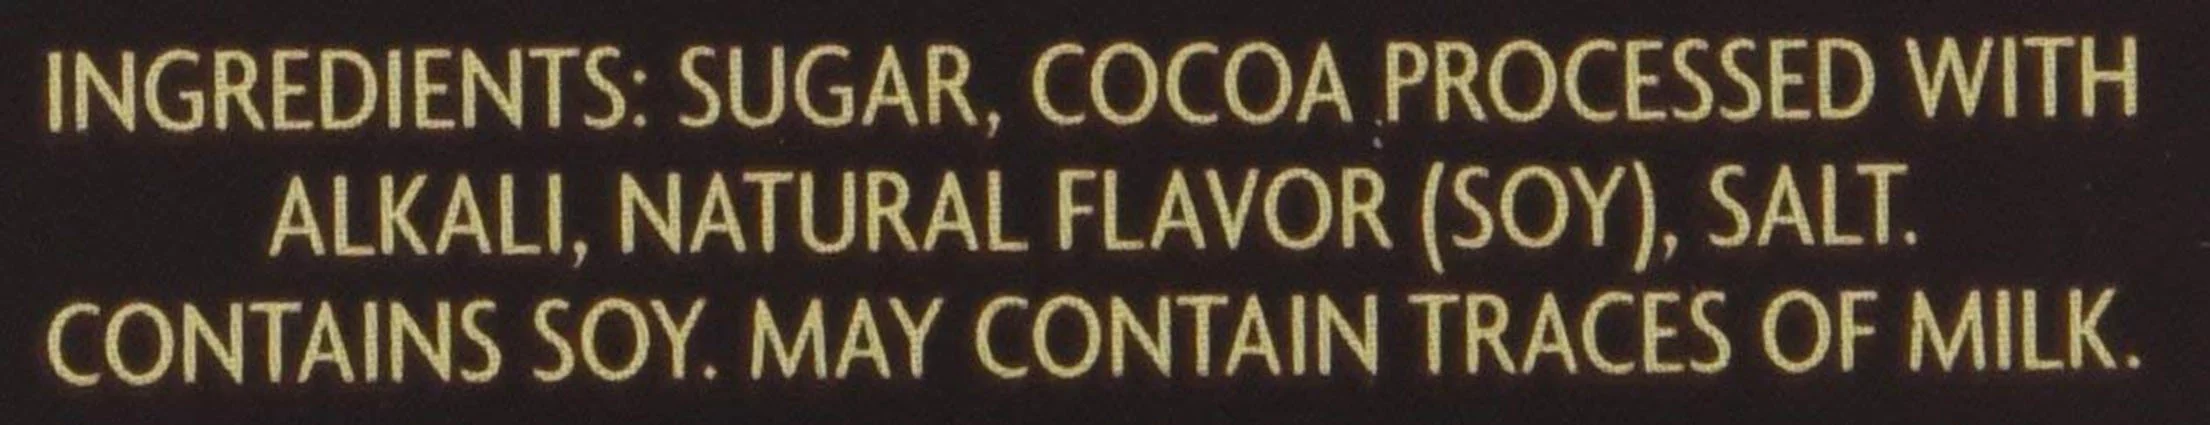 INGREDIENTS: SUGAR, COCOA PROCESSED WITH
ALKALI, NATURAL FLAVOR (SOY), SALT.
CONTAINS SOY. MAY CONTAIN TRACES OF MILK.